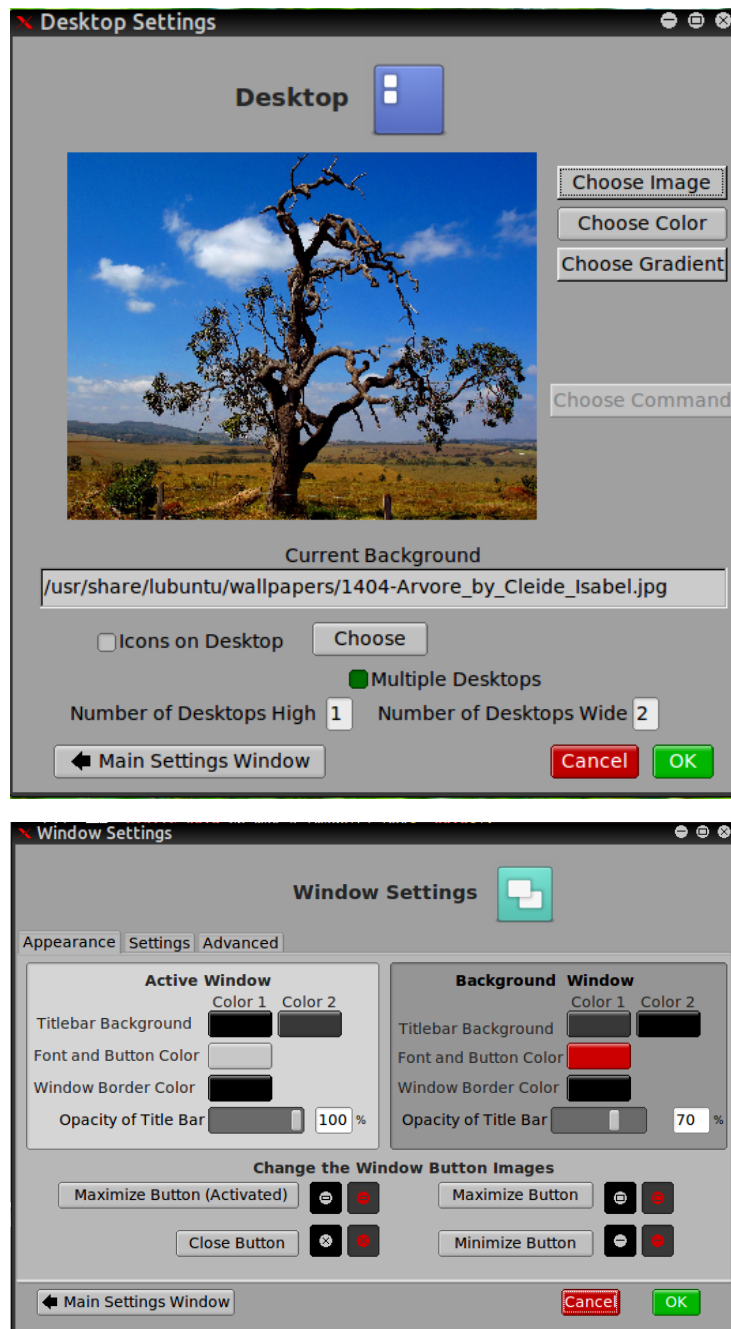 Desktop Settings
Desktop
Choose Image
Choose Color
Choose Gradient
Choose Command
Current Background
/usr/share/lubuntu/wallpapers/1404-Arvore_by_Cleide_Isabel.jpg
Icons on Desktop Choose
Multiple Desktops
Number of Desktops High 1 Number of Desktops Wide 2
Main Settings Window Cancel OK
Window Settings
Window Settings
Appearance Settings Advanced
Active Window
Color 1 Color 2
Titlebar Background
Font and Button Color
Window Border Color
Opacity of Title Bar 100 %
Background Window
Color 1 Color 2
Titlebar Background
Font and Button Color
Window Border Color
Opacity of Title Bar 70 %
Change the Window Button Images
Maximize Button (Activated) Maximize Button
Close Button Minimize Button
Main Settings Window Cancel OK